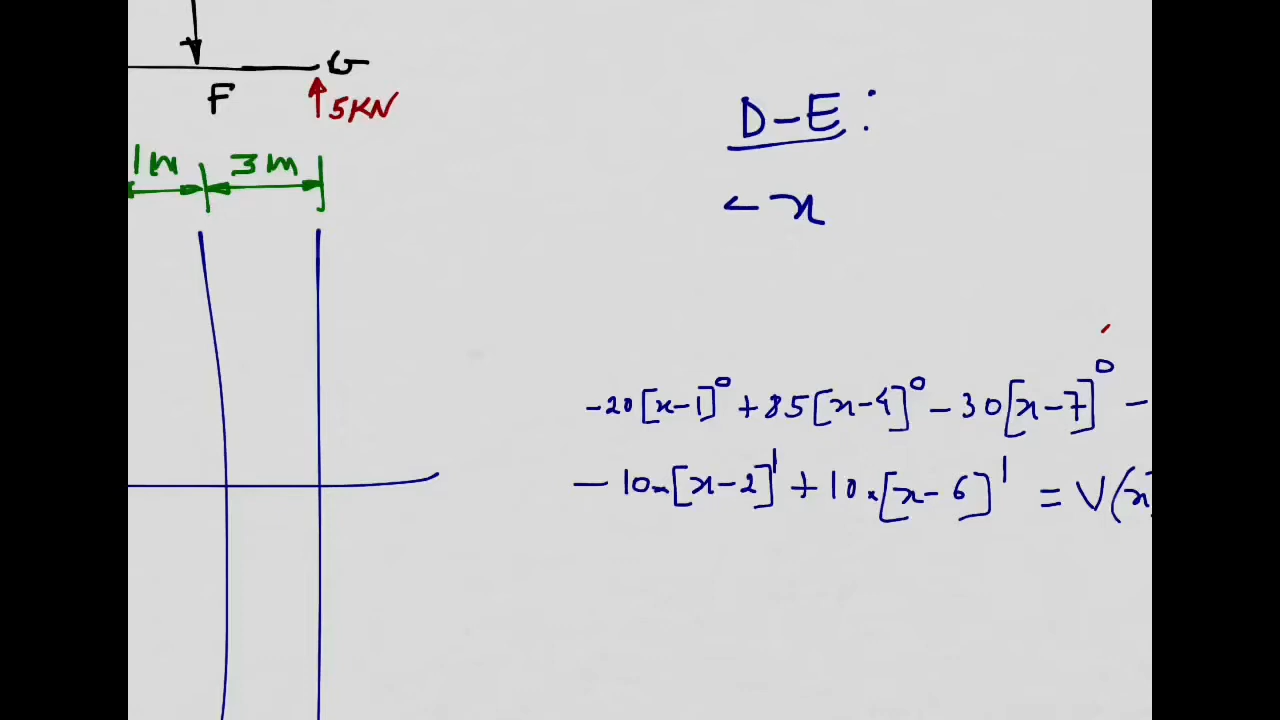 G
F
5KN
1m 3m
D-E:
< x
-20[x-1]⁰ + 85[x-4]⁰ - 30[x-7]⁰ -
- 10×[x-2]¹ + 10×[x-6]¹ = V(x)